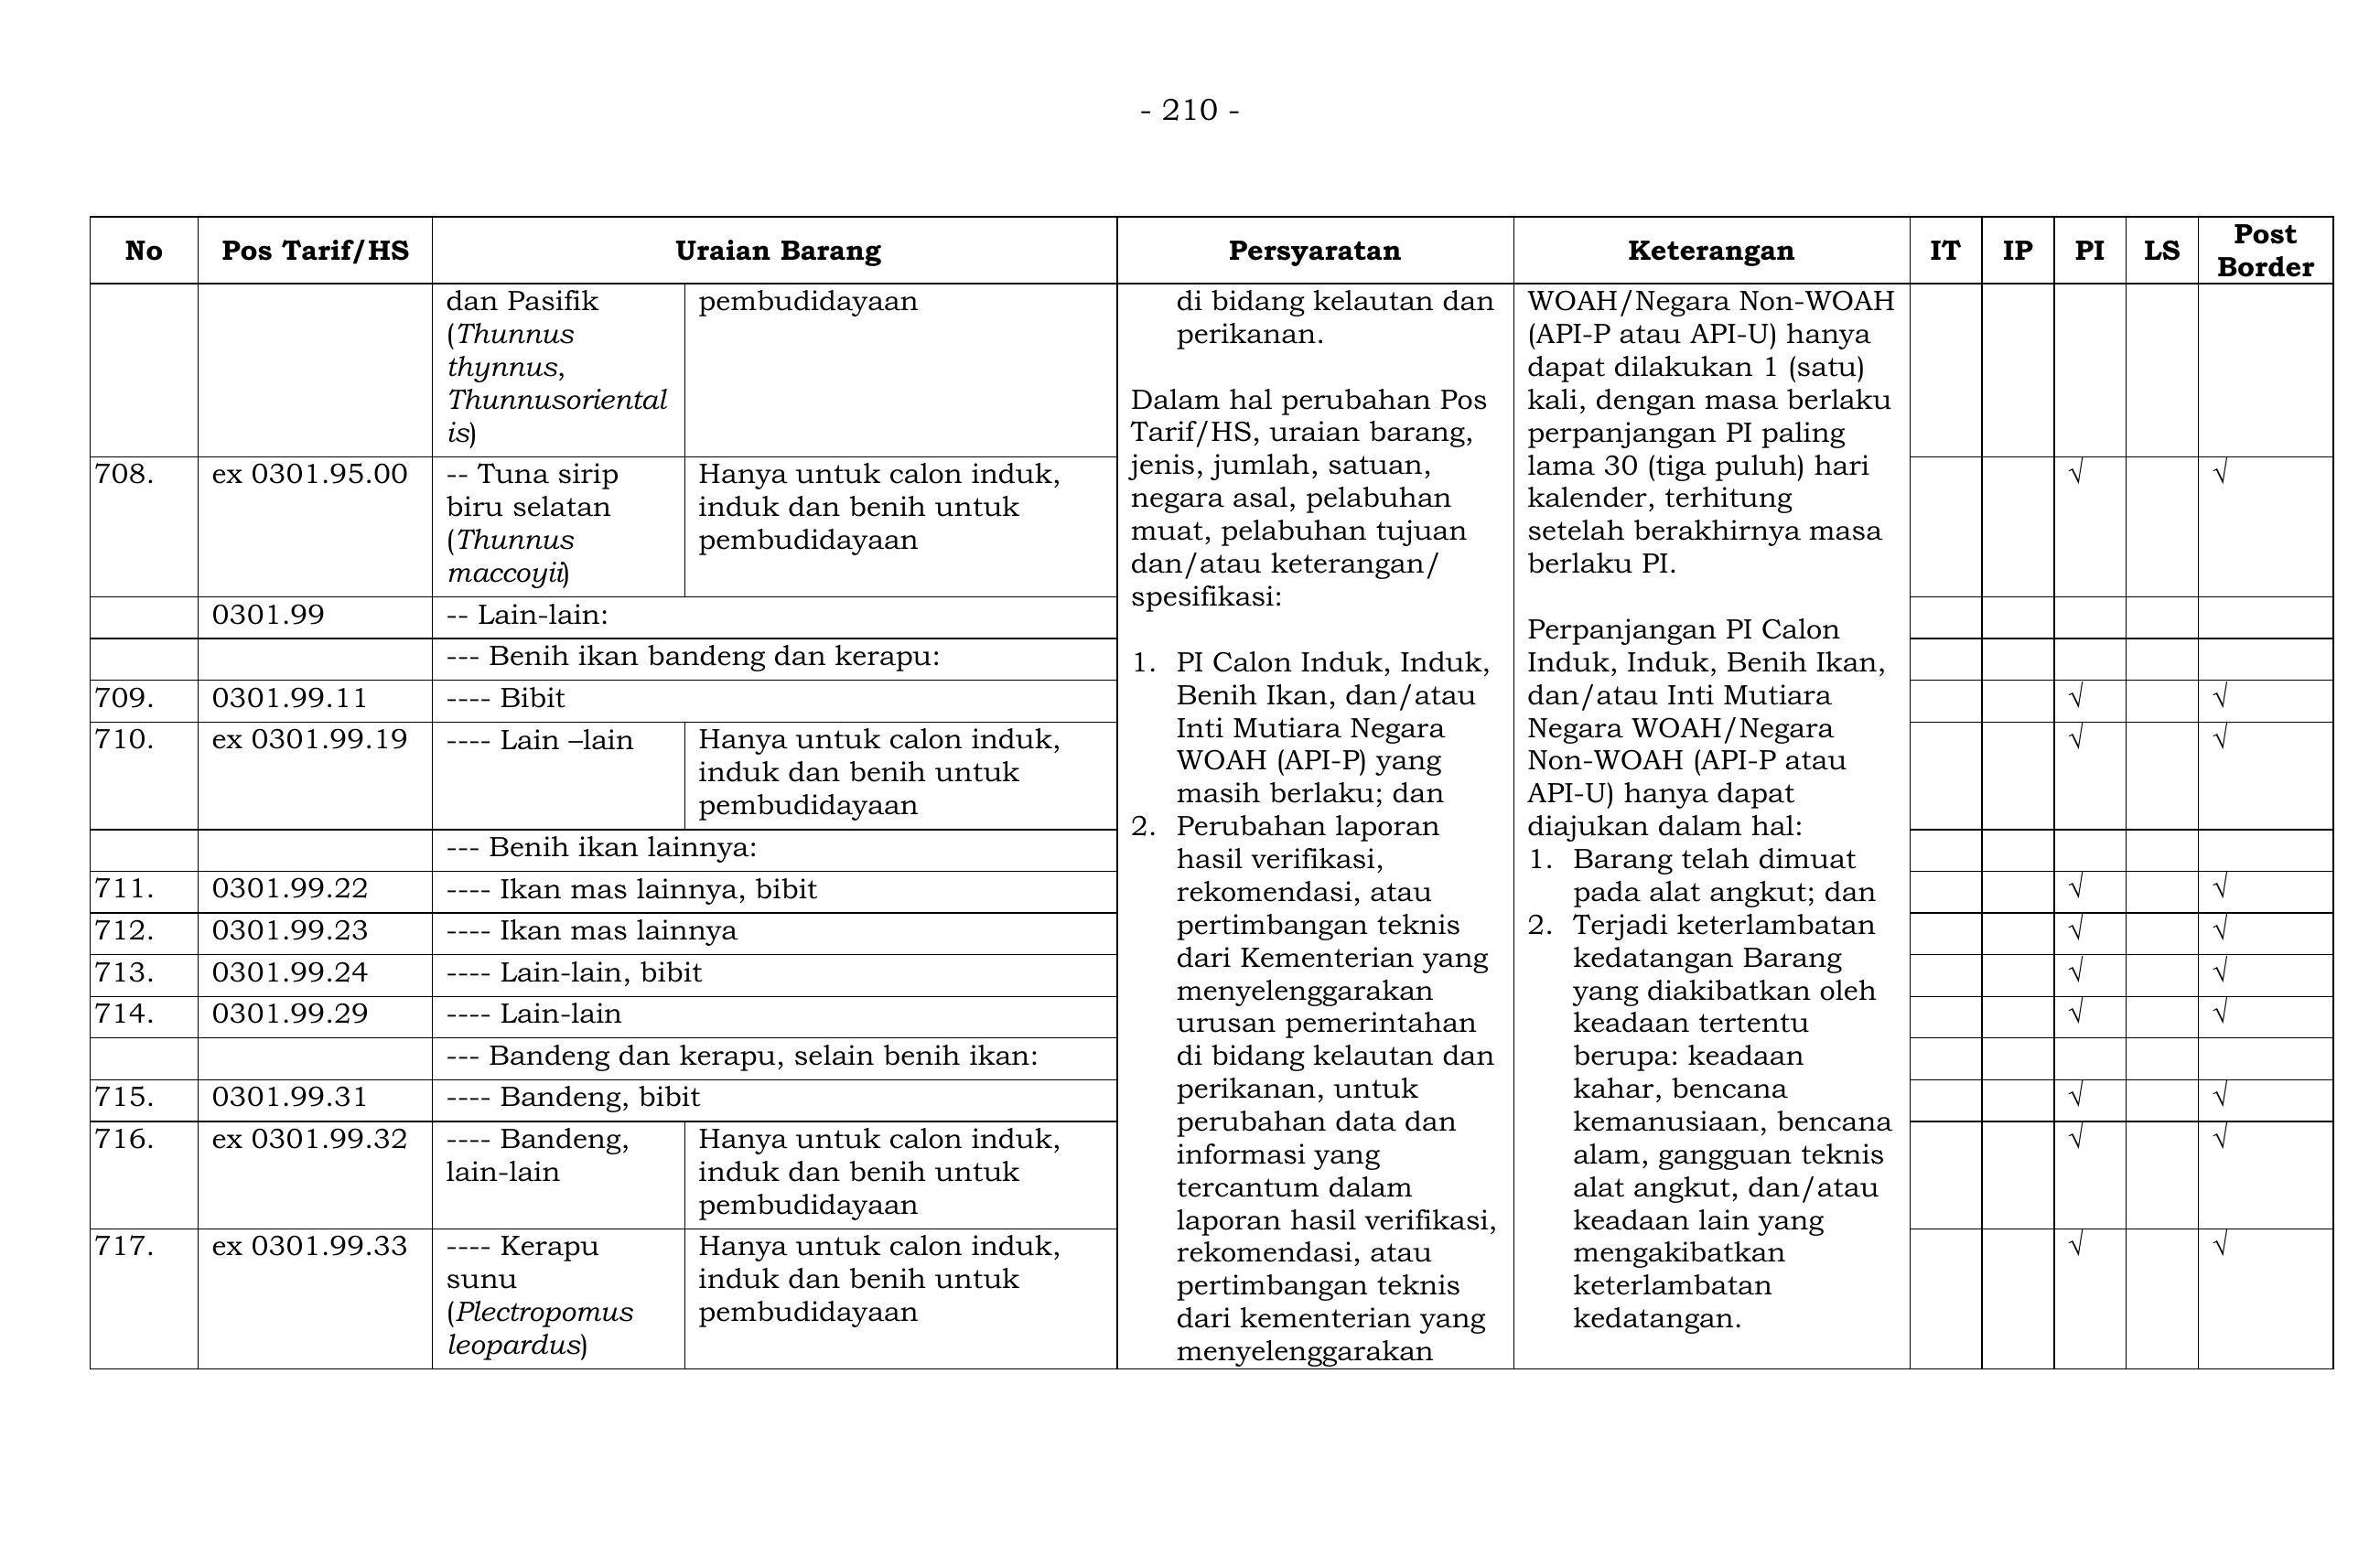 - 210 -
No
Pos Tarif/HS
Uraian Barang
Persyaratan
Keterangan
IT
IP
PI
LS
Post
Border
dan Pasifik
(Thunnus
thynnus,
Thunnusoriental
is)
pembudidayaan
708.
ex 0301.95.00
-- Tuna sirip
biru selatan
(Thunnus
maccoyii)
Hanya untuk calon induk,
induk dan benih untuk
pembudidayaan
√
√
0301.99
-- Lain-lain:
--- Benih ikan bandeng dan kerapu:
709.
0301.99.11
---- Bibit
√
√
710.
ex 0301.99.19
---- Lain –lain
Hanya untuk calon induk,
induk dan benih untuk
pembudidayaan
√
√
--- Benih ikan lainnya:
711.
0301.99.22
---- Ikan mas lainnya, bibit
√
√
712.
0301.99.23
---- Ikan mas lainnya
√
√
713.
0301.99.24
---- Lain-lain, bibit
√
√
714.
0301.99.29
---- Lain-lain
√
√
--- Bandeng dan kerapu, selain benih ikan:
715.
0301.99.31
---- Bandeng, bibit
√
√
716.
ex 0301.99.32
---- Bandeng,
lain-lain
Hanya untuk calon induk,
induk dan benih untuk
pembudidayaan
√
√
717.
ex 0301.99.33
---- Kerapu
sunu
(Plectropomus
leopardus)
Hanya untuk calon induk,
induk dan benih untuk
pembudidayaan
√
√
di bidang kelautan dan
perikanan.
Dalam hal perubahan Pos
Tarif/HS, uraian barang,
jenis, jumlah, satuan,
negara asal, pelabuhan
muat, pelabuhan tujuan
dan/atau keterangan/
spesifikasi:
1. PI Calon Induk, Induk,
Benih Ikan, dan/atau
Inti Mutiara Negara
WOAH (API-P) yang
masih berlaku; dan
2. Perubahan laporan
hasil verifikasi,
rekomendasi, atau
pertimbangan teknis
dari Kementerian yang
menyelenggarakan
urusan pemerintahan
di bidang kelautan dan
perikanan, untuk
perubahan data dan
informasi yang
tercantum dalam
laporan hasil verifikasi,
rekomendasi, atau
pertimbangan teknis
dari kementerian yang
menyelenggarakan
WOAH/Negara Non-WOAH
(API-P atau API-U) hanya
dapat dilakukan 1 (satu)
kali, dengan masa berlaku
perpanjangan PI paling
lama 30 (tiga puluh) hari
kalender, terhitung
setelah berakhirnya masa
berlaku PI.
Perpanjangan PI Calon
Induk, Induk, Benih Ikan,
dan/atau Inti Mutiara
Negara WOAH/Negara
Non-WOAH (API-P atau
API-U) hanya dapat
diajukan dalam hal:
1. Barang telah dimuat
pada alat angkut; dan
2. Terjadi keterlambatan
kedatangan Barang
yang diakibatkan oleh
keadaan tertentu
berupa: keadaan
kahar, bencana
kemanusiaan, bencana
alam, gangguan teknis
alat angkut, dan/atau
keadaan lain yang
mengakibatkan
keterlambatan
kedatangan.